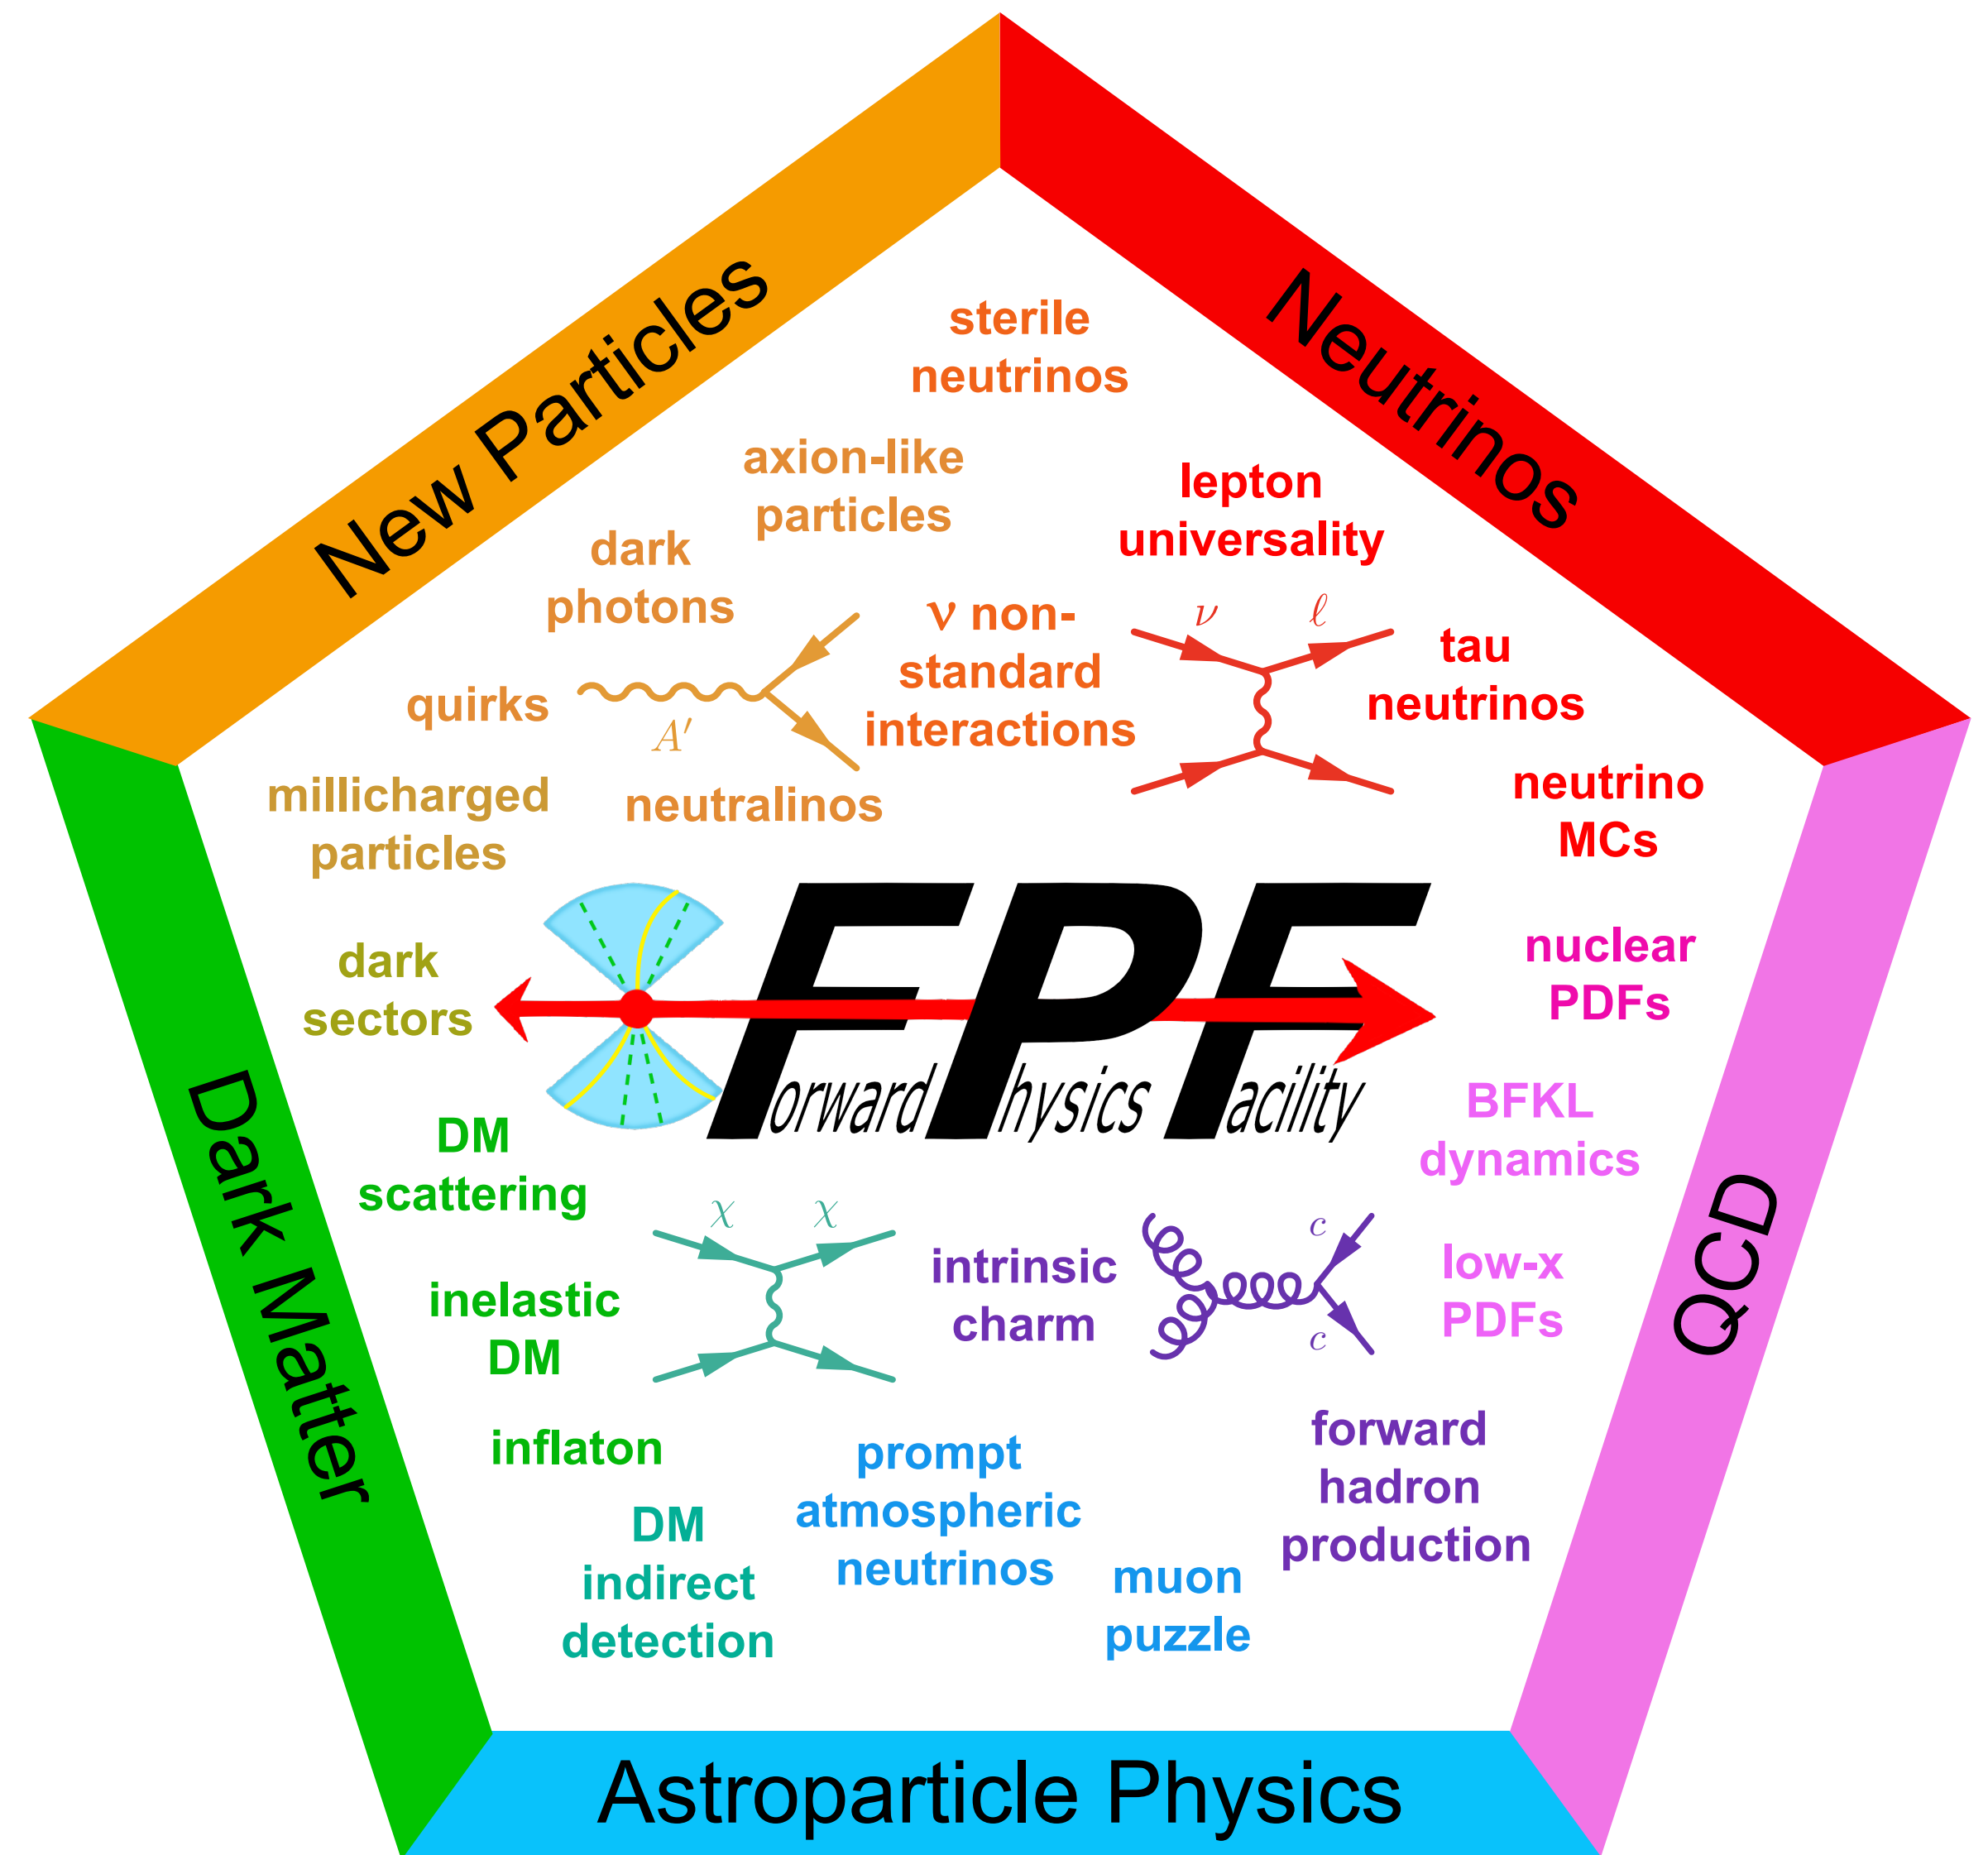 New Particles
Neutrinos
sterile
neutrinos
axion-like
particles
lepton
universality
dark
photons
ν non-
standard
interactions
ν
ℓ
tau
neutrinos
quirks
A′
millicharged
particles
neutralinos
neutrino
MCs
dark
sectors
FPF
Forward Physics Facility
nuclear
PDFs
Dark Matter
DM
scattering
BFKL
dynamics
QCD
χ
χ
inelastic
DM
intrinsic
charm
c
c
low-x
PDFs
inflaton
prompt
atmospheric
neutrinos
forward
hadron
production
DM
indirect
detection
muon
puzzle
Astroparticle Physics